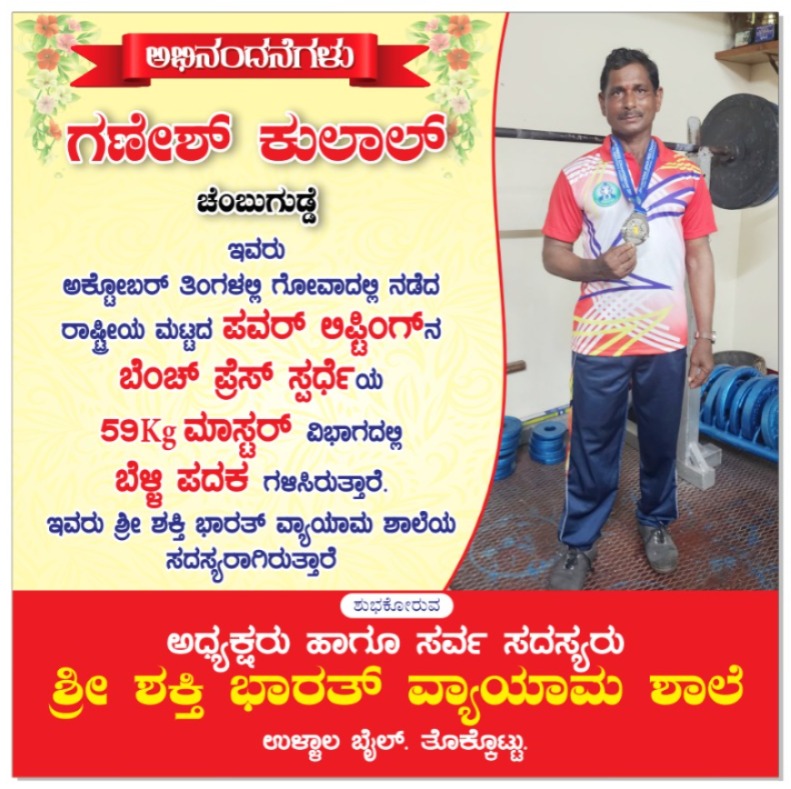 ಅಭಿನಂದನೆಗಳು
ಗಣೇಶ್ ಕುಲಾಲ್
ಚೆಂಬುಗುಡ್ಡೆ
ಇವರು
ಅಕ್ಟೋಬರ್ ತಿಂಗಳಲ್ಲಿ ಗೋವಾದಲ್ಲಿ ನಡೆದ
ರಾಷ್ಟ್ರೀಯ ಮಟ್ಟದ ಪವರ್ ಲಿಪ್ಟಿಂಗ್‌ನ
ಬೆಂಚ್ ಪ್ರೆಸ್ ಸ್ಪರ್ಧೆಯ
59Kg ಮಾಸ್ಟರ್ ವಿಭಾಗದಲ್ಲಿ
ಬೆಳ್ಳಿ ಪದಕ ಗಳಿಸಿರುತ್ತಾರೆ.
ಇವರು ಶ್ರೀ ಶಕ್ತಿ ಭಾರತ್ ವ್ಯಾಯಾಮ ಶಾಲೆಯ
ಸದಸ್ಯರಾಗಿರುತ್ತಾರೆ
ಶುಭಕೋರುವ
ಅಧ್ಯಕ್ಷರು ಹಾಗೂ ಸರ್ವ ಸದಸ್ಯರು
ಶ್ರೀ ಶಕ್ತಿ ಭಾರತ್ ವ್ಯಾಯಾಮ ಶಾಲೆ
ಉಳ್ಳಾಲ ಬೈಲ್. ತೊಕ್ಕೊಟ್ಟು.